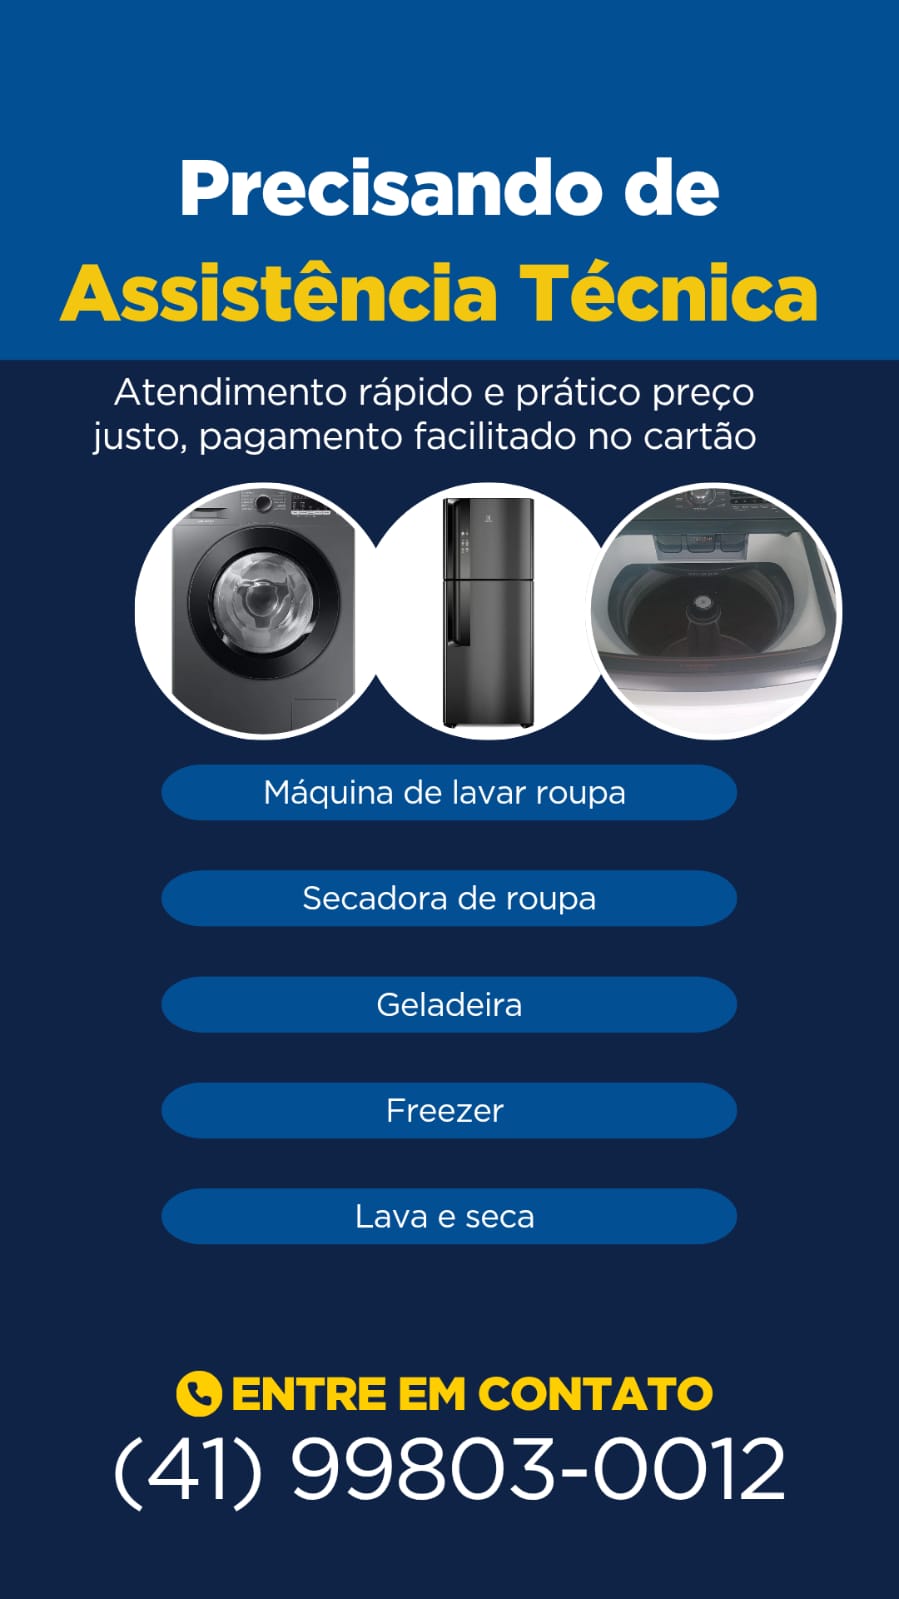 Precisando de
Assistência Técnica
Atendimento rápido e prático preço
justo, pagamento facilitado no cartão
Máquina de lavar roupa
Secadora de roupa
Geladeira
Freezer
Lava e seca
ENTRE EM CONTATO
(41) 99803-0012